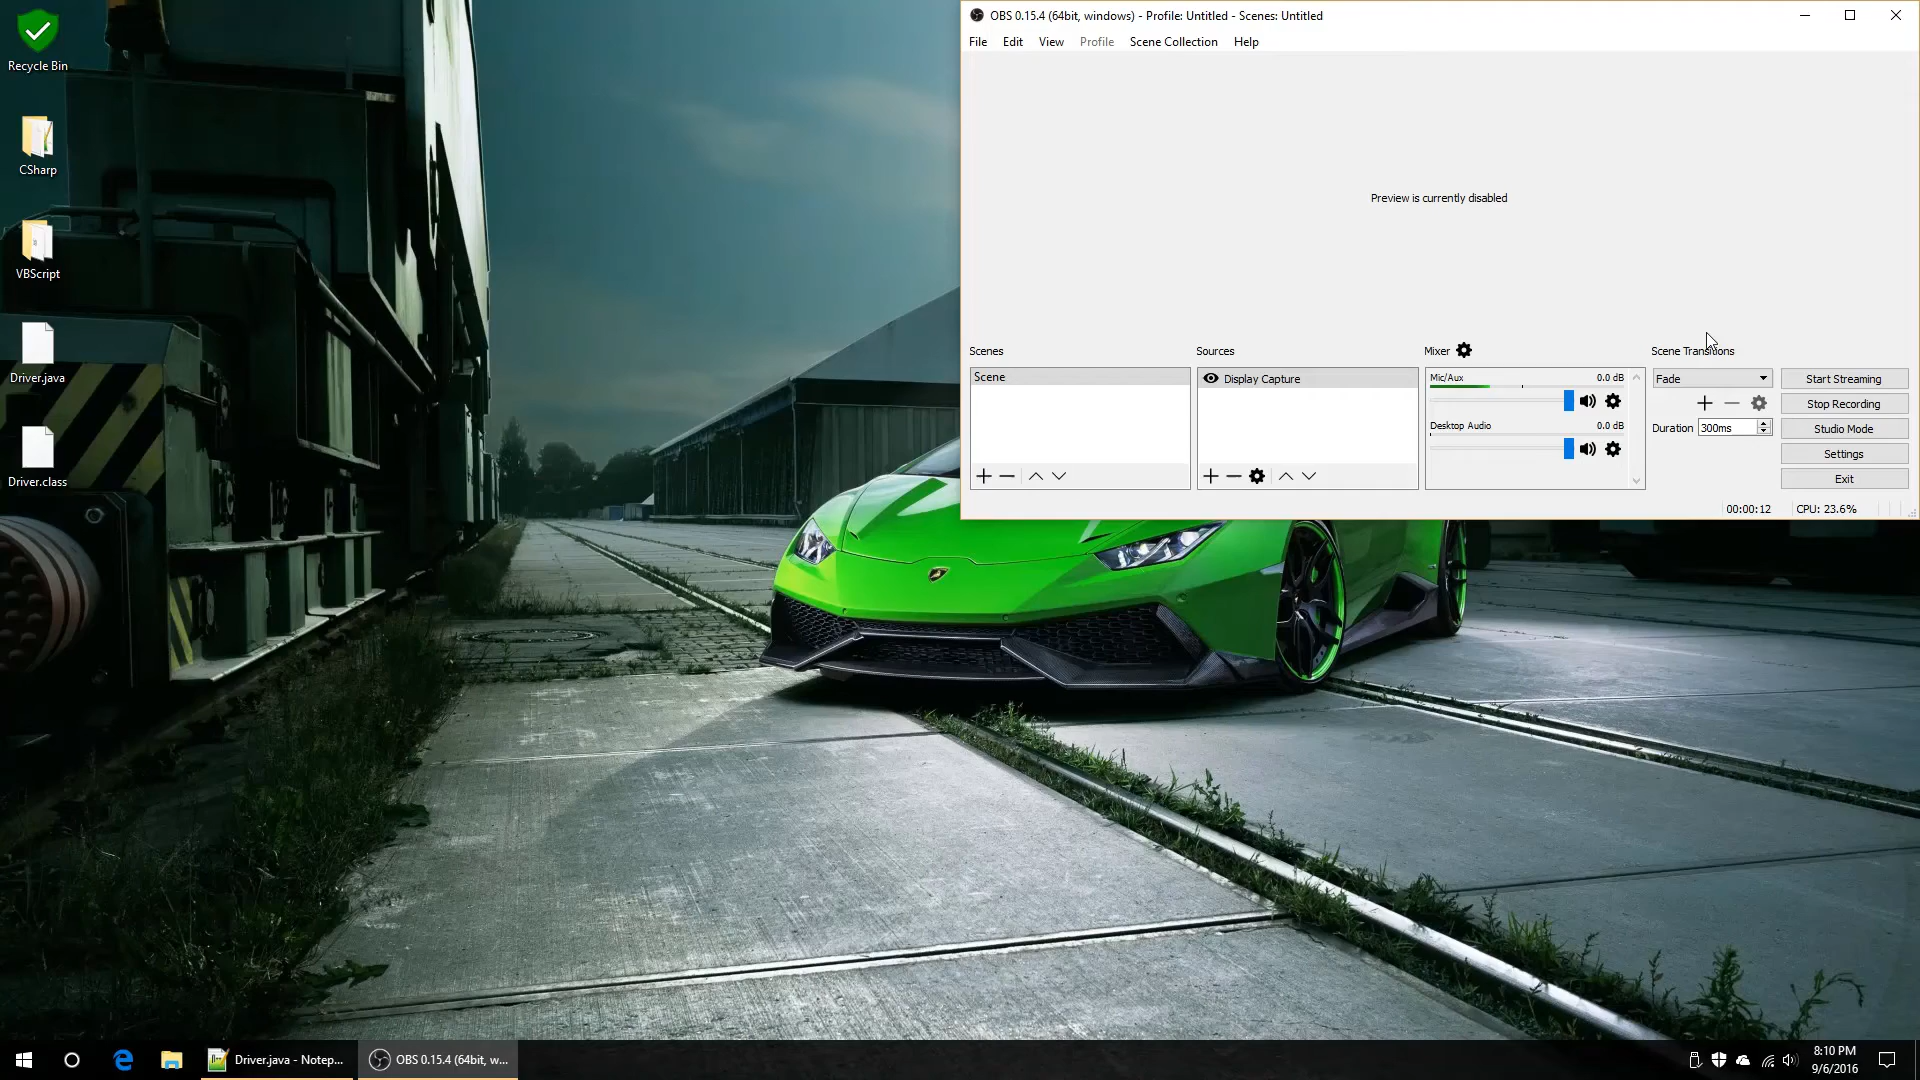 Recycle Bin
CSharp
VBScript
Driver.java
Driver.class
OBS 0.15.4 (64bit, windows) - Profile: Untitled - Scenes: Untitled
File Edit View Profile Scene Collection Help
Preview is currently disabled
Scenes
Scene
Sources
Display Capture
Mixer
Mic/Aux 0.0 dB
Desktop Audio 0.0 dB
Scene Transitions
Fade
Duration 300ms
Start Streaming
Stop Recording
Studio Mode
Settings
Exit
00:00:12 CPU: 23.6%
Driver.java - Notep...
OBS 0.15.4 (64bit, w...
8:10 PM
9/6/2016